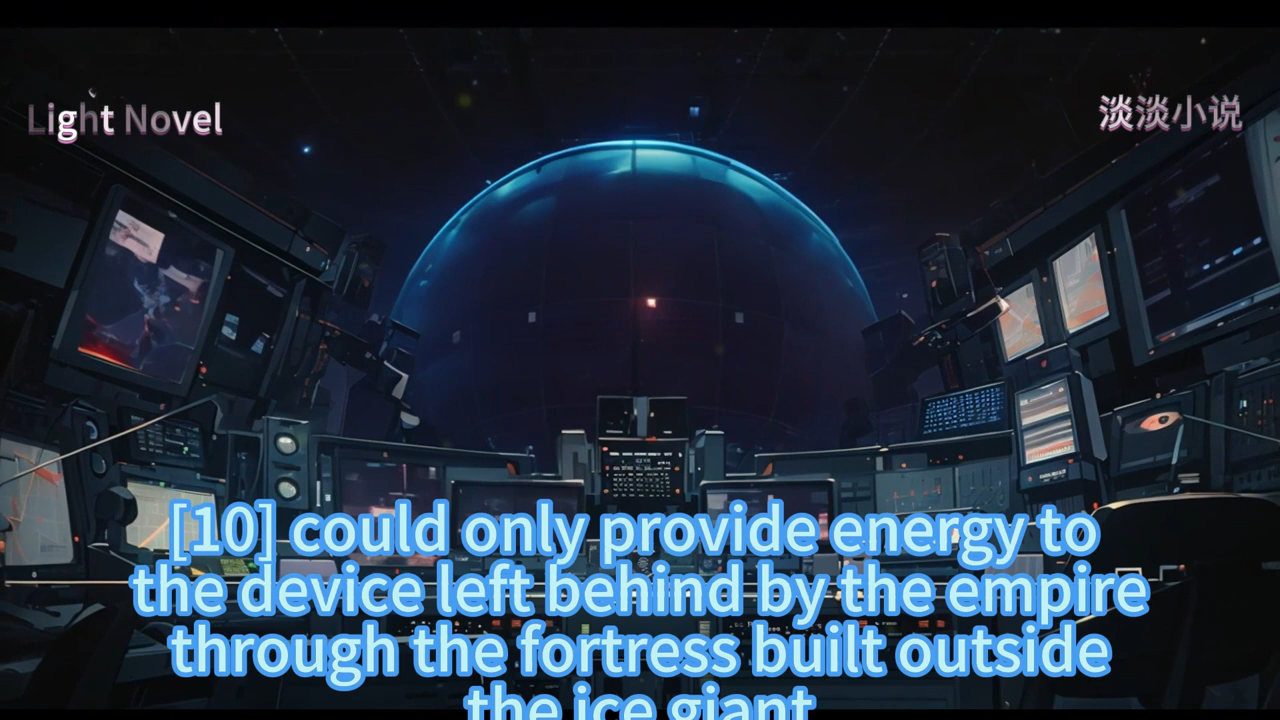 Light Novel
淡淡小说
[10] could only provide energy to
the device left behind by the empire
through the fortress built outside
the ice giant